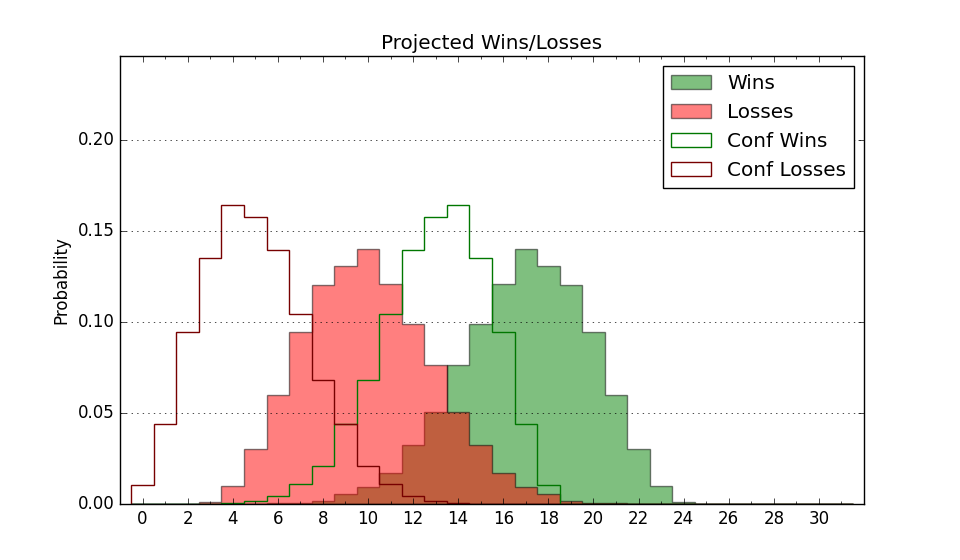 Projected Wins/Losses
Wins
Losses
Conf Wins
Conf Losses
Probability
0.20
0.15
0.10
0.05
0.00
0 2 4 6 8 10 12 14 16 18 20 22 24 26 28 30